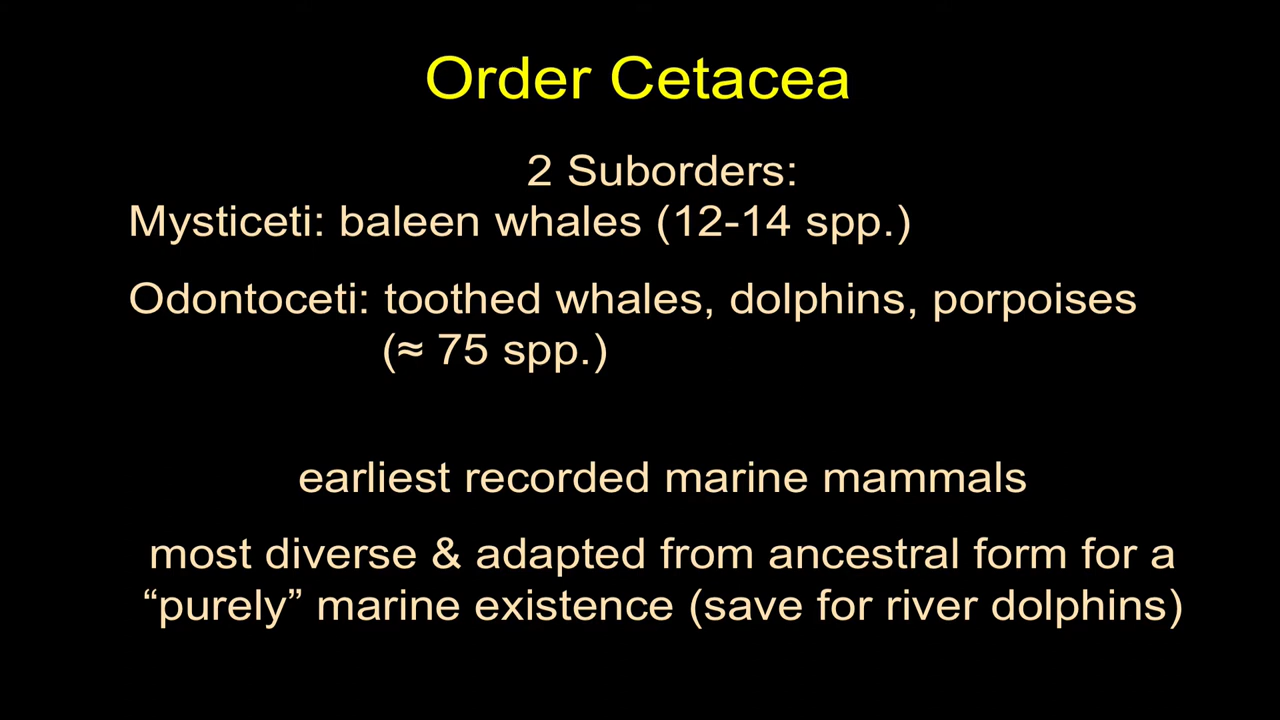 Order Cetacea
2 Suborders:
Mysticeti: baleen whales (12-14 spp.)
Odontoceti: toothed whales, dolphins, porpoises
(≈ 75 spp.)
earliest recorded marine mammals
most diverse & adapted from ancestral form for a
“purely” marine existence (save for river dolphins)